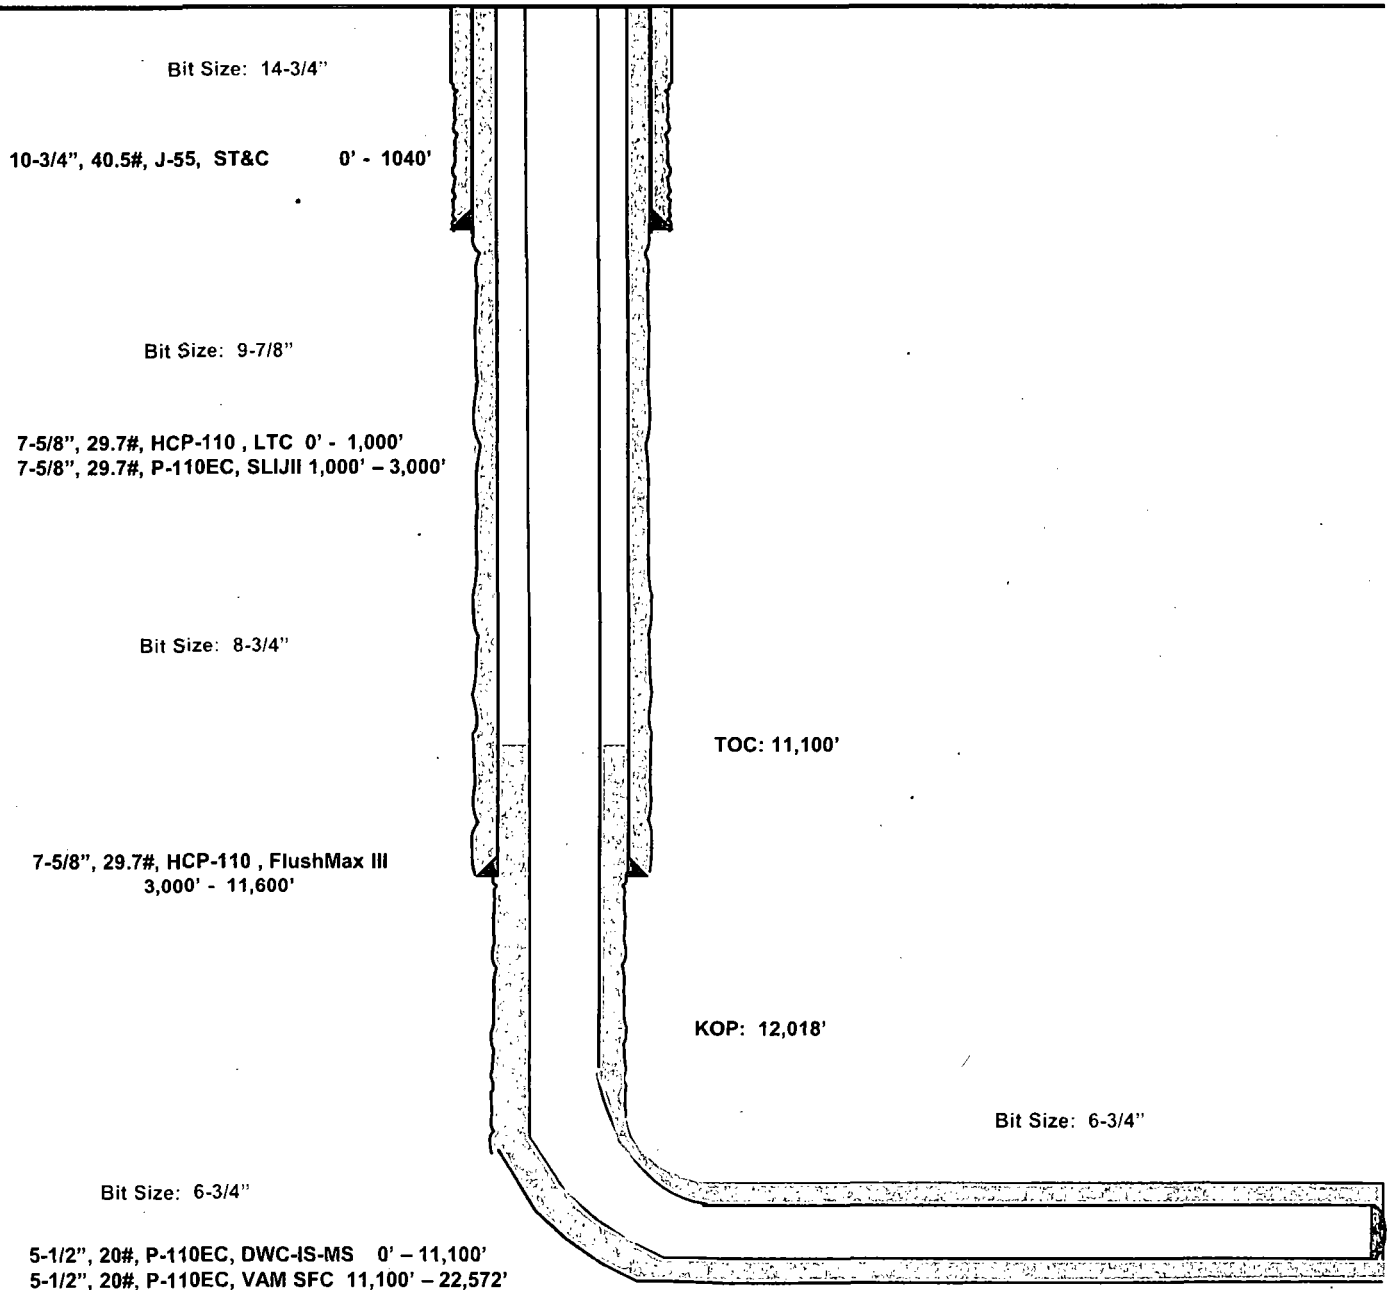 Bit Size: 14-3/4”
10-3/4”, 40.5#, J-55, ST&C 0’ - 1040’
Bit Size: 9-7/8”
7-5/8”, 29.7#, HCP-110 , LTC 0’ - 1,000’
7-5/8”, 29.7#, P-110EC, SLIJII 1,000’ – 3,000’
Bit Size: 8-3/4”
TOC: 11,100’
7-5/8”, 29.7#, HCP-110 , FlushMax III
3,000’ - 11,600’
KOP: 12,018’
Bit Size: 6-3/4”
Bit Size: 6-3/4”
5-1/2”, 20#, P-110EC, DWC-IS-MS 0’ – 11,100’
5-1/2”, 20#, P-110EC, VAM SFC 11,100’ – 22,572’